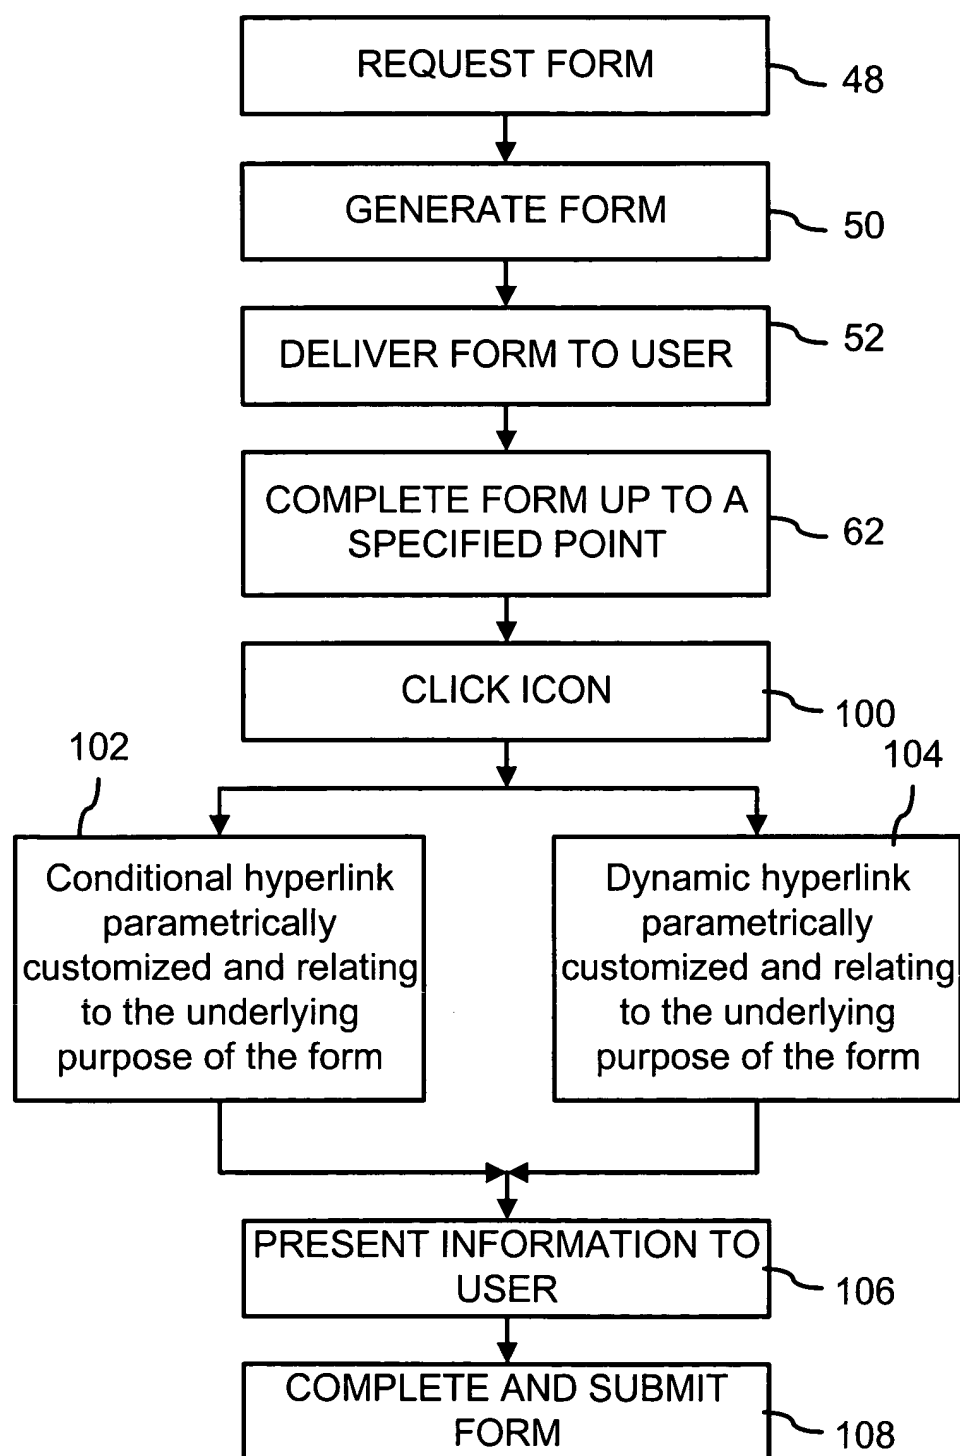 REQUEST FORM
48
GENERATE FORM
50
DELIVER FORM TO USER
52
COMPLETE FORM UP TO A
SPECIFIED POINT
62
CLICK ICON
100
102
104
Conditional hyperlink
parametrically
customized and relating
to the underlying
purpose of the form
Dynamic hyperlink
parametrically
customized and relating
to the underlying
purpose of the form
PRESENT INFORMATION TO
USER
106
COMPLETE AND SUBMIT
FORM
108